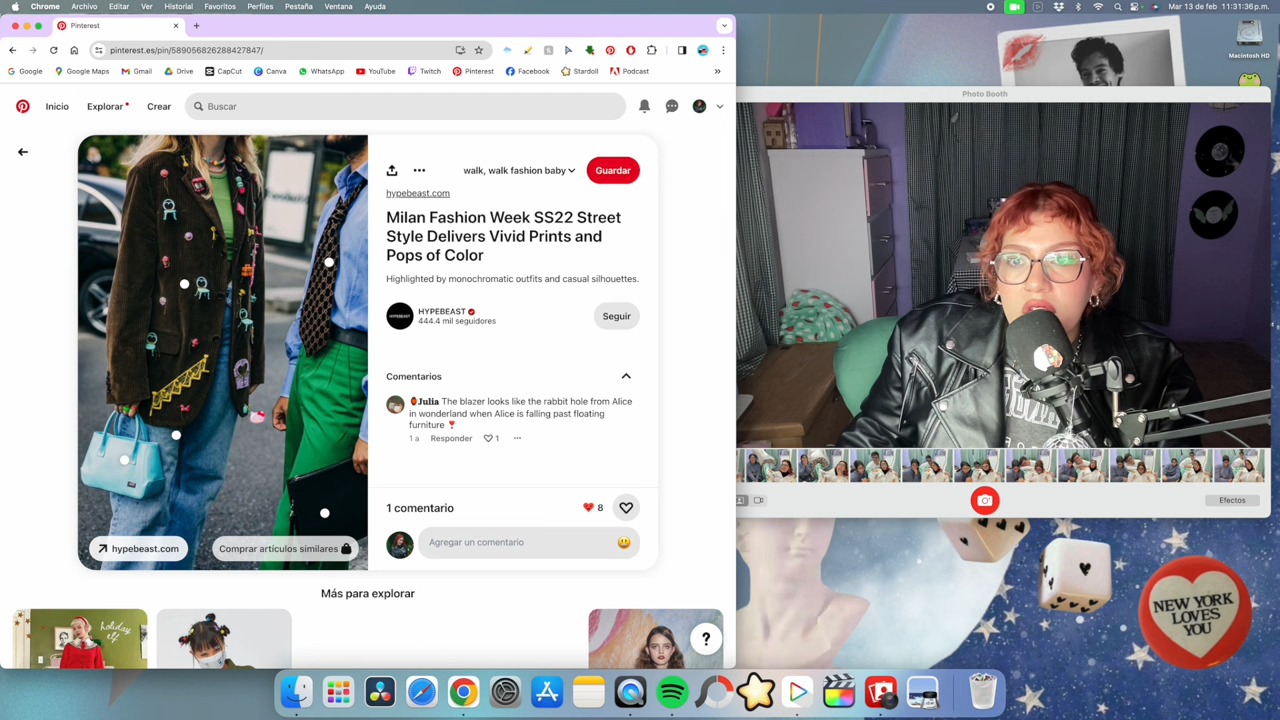 Chrome Archivo Editar Ver Historial Favoritos Perfiles Pestaña Ventana Ayuda
Mar 13 de feb 11:31:36 p.m.
Pinterest
pinterest.es/pin/589056826288427847/
Google Google Maps Gmail Drive CapCut Canva WhatsApp YouTube Twitch Pinterest Facebook Stardoll Podcast »
Inicio Explorar Crear Buscar
walk, walk fashion baby Guardar
hypebeast.com
Milan Fashion Week SS22 Street
Style Delivers Vivid Prints and
Pops of Color
Highlighted by monochromatic outfits and casual silhouettes.
HYPEBEAST
HYPEBEAST
444.4 mil seguidores
Seguir
Comentarios
Julia The blazer looks like the rabbit hole from Alice
in wonderland when Alice is falling past floating
furniture
1 a Responder 1
1 comentario 8
Agregar un comentario
hypebeast.com
Comprar artículos similares
Más para explorar
holiday
elf
?
Photo Booth
Efectos
Macintosh HD
NEW YORK
LOVES
YOU